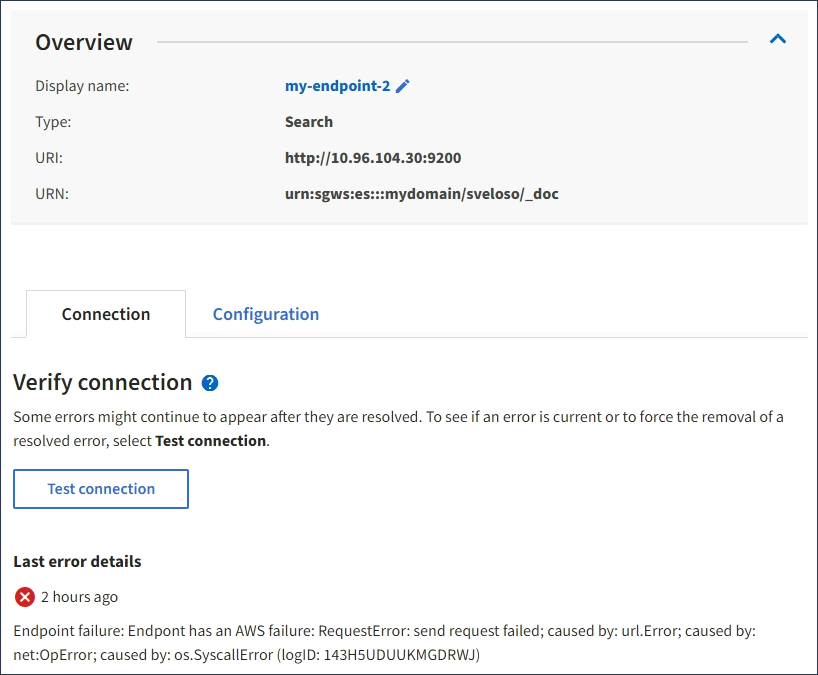 Overview
Display name: my-endpoint-2
Type: Search
URI: http://10.96.104.30:9200
URN: urn:sgws:es:::mydomain/sveloso/_doc
Connection Configuration
Verify connection ?
Some errors might continue to appear after they are resolved. To see if an error is current or to force the removal of a
resolved error, select Test connection.
Test connection
Last error details
2 hours ago
Endpoint failure: Endpont has an AWS failure: RequestError: send request failed; caused by: url.Error; caused by:
net:OpError; caused by: os.SyscallError (logID: 143H5UDUUKMGDRWJ)